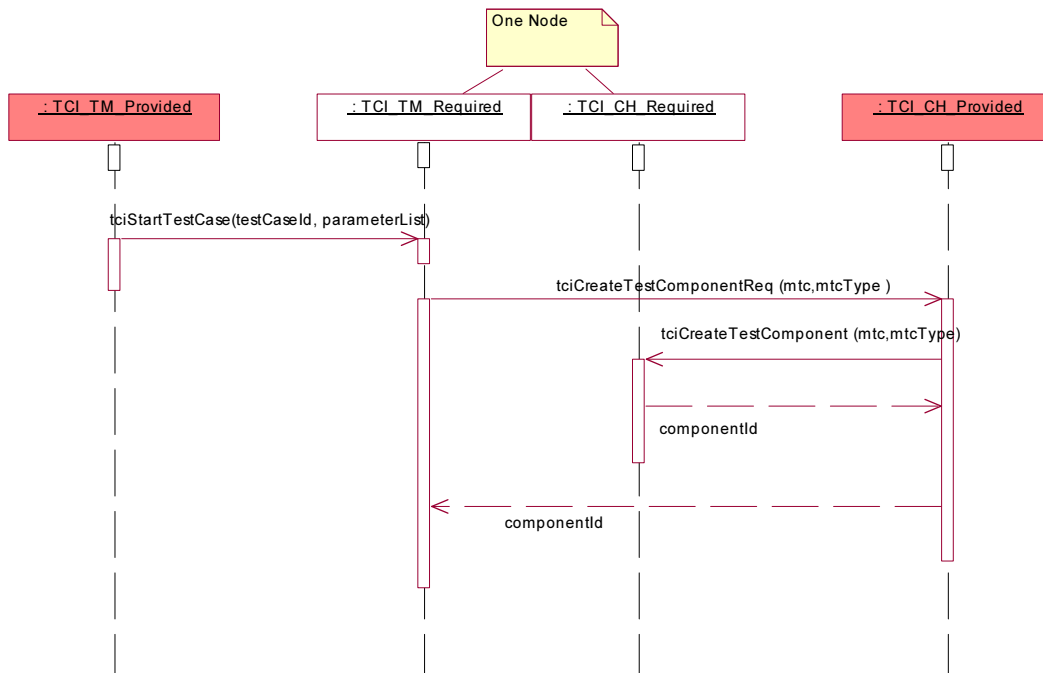 One Node
: TCI_TM_Provided
: TCI_TM_Required
: TCI_CH_Required
: TCI_CH_Provided
tciStartTestCase(testCaseId, parameterList)
tciCreateTestComponentReq (mtc,mtcType )
tciCreateTestComponent (mtc,mtcType)
componentId
componentId